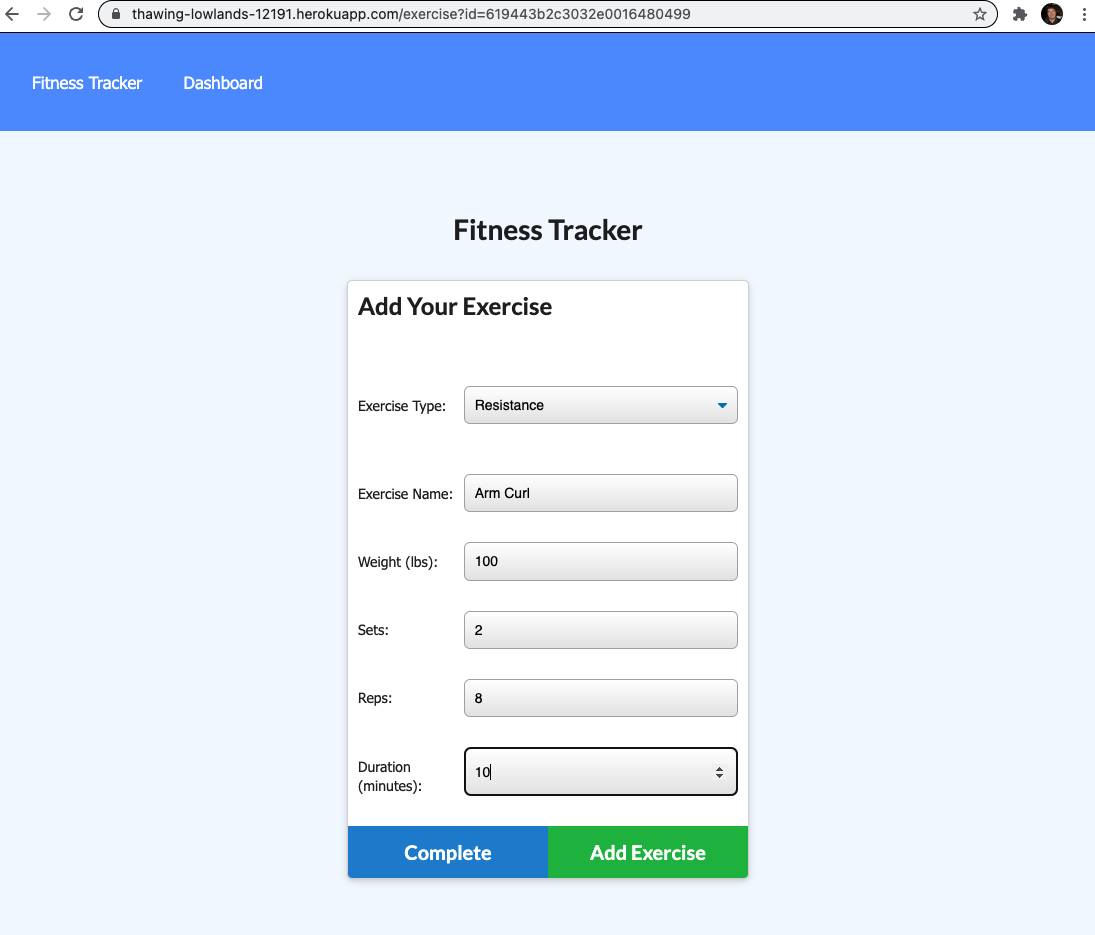 thawing-lowlands-12191.herokuapp.com/exercise?id=619443b2c3032e0016480499
Fitness Tracker Dashboard
Fitness Tracker
Add Your Exercise
Exercise Type: Resistance
Exercise Name: Arm Curl
Weight (lbs): 100
Sets: 2
Reps: 8
Duration
(minutes): 10
Complete Add Exercise